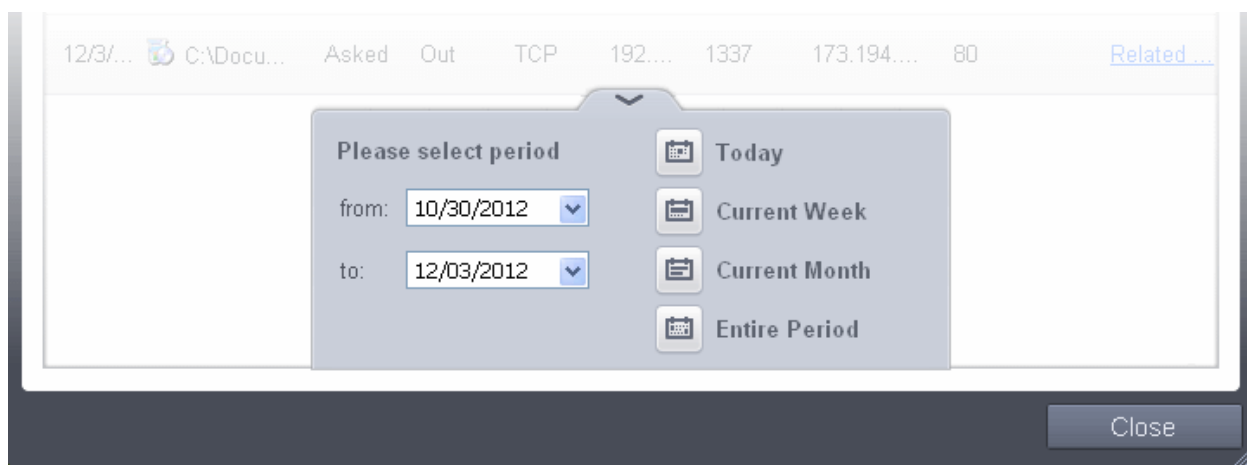 12/3/... C:\Docu... Asked Out TCP 192.... 1337 173.194.... 80 Related ...
Please select period
from: 10/30/2012
to: 12/03/2012
Today
Current Week
Current Month
Entire Period
Close